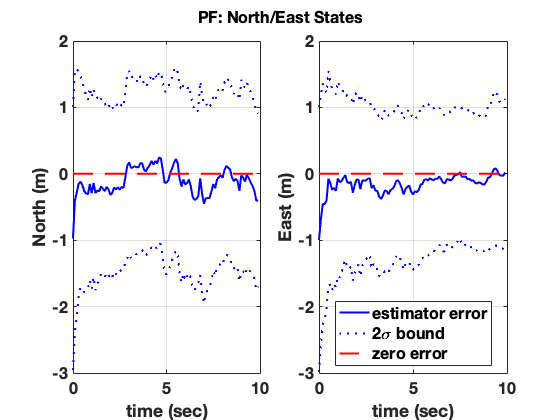 PF: North/East States
North (m)
2
1
0
-1
-2
-3
0
5
10
time (sec)
East (m)
2
1
0
-1
-2
-3
0
5
10
time (sec)
estimator error
2σ bound
zero error